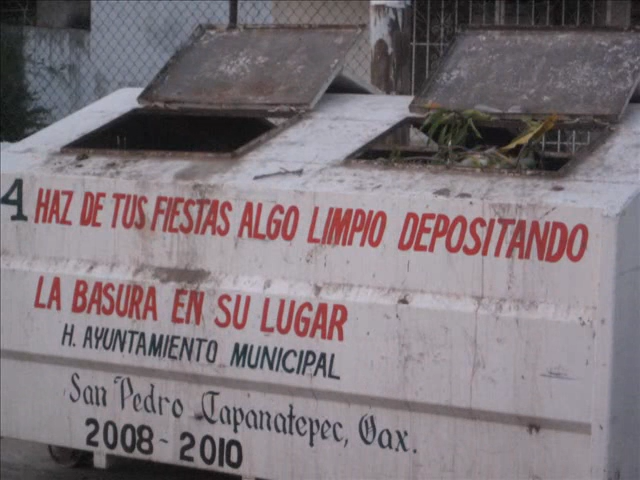 4 HAZ DE TUS FIESTAS ALGO LIMPIO DEPOSITANDO
LA BASURA EN SU LUGAR
H. AYUNTAMIENTO MUNICIPAL
San Pedro Tapanatepec, Oax.
2008-2010